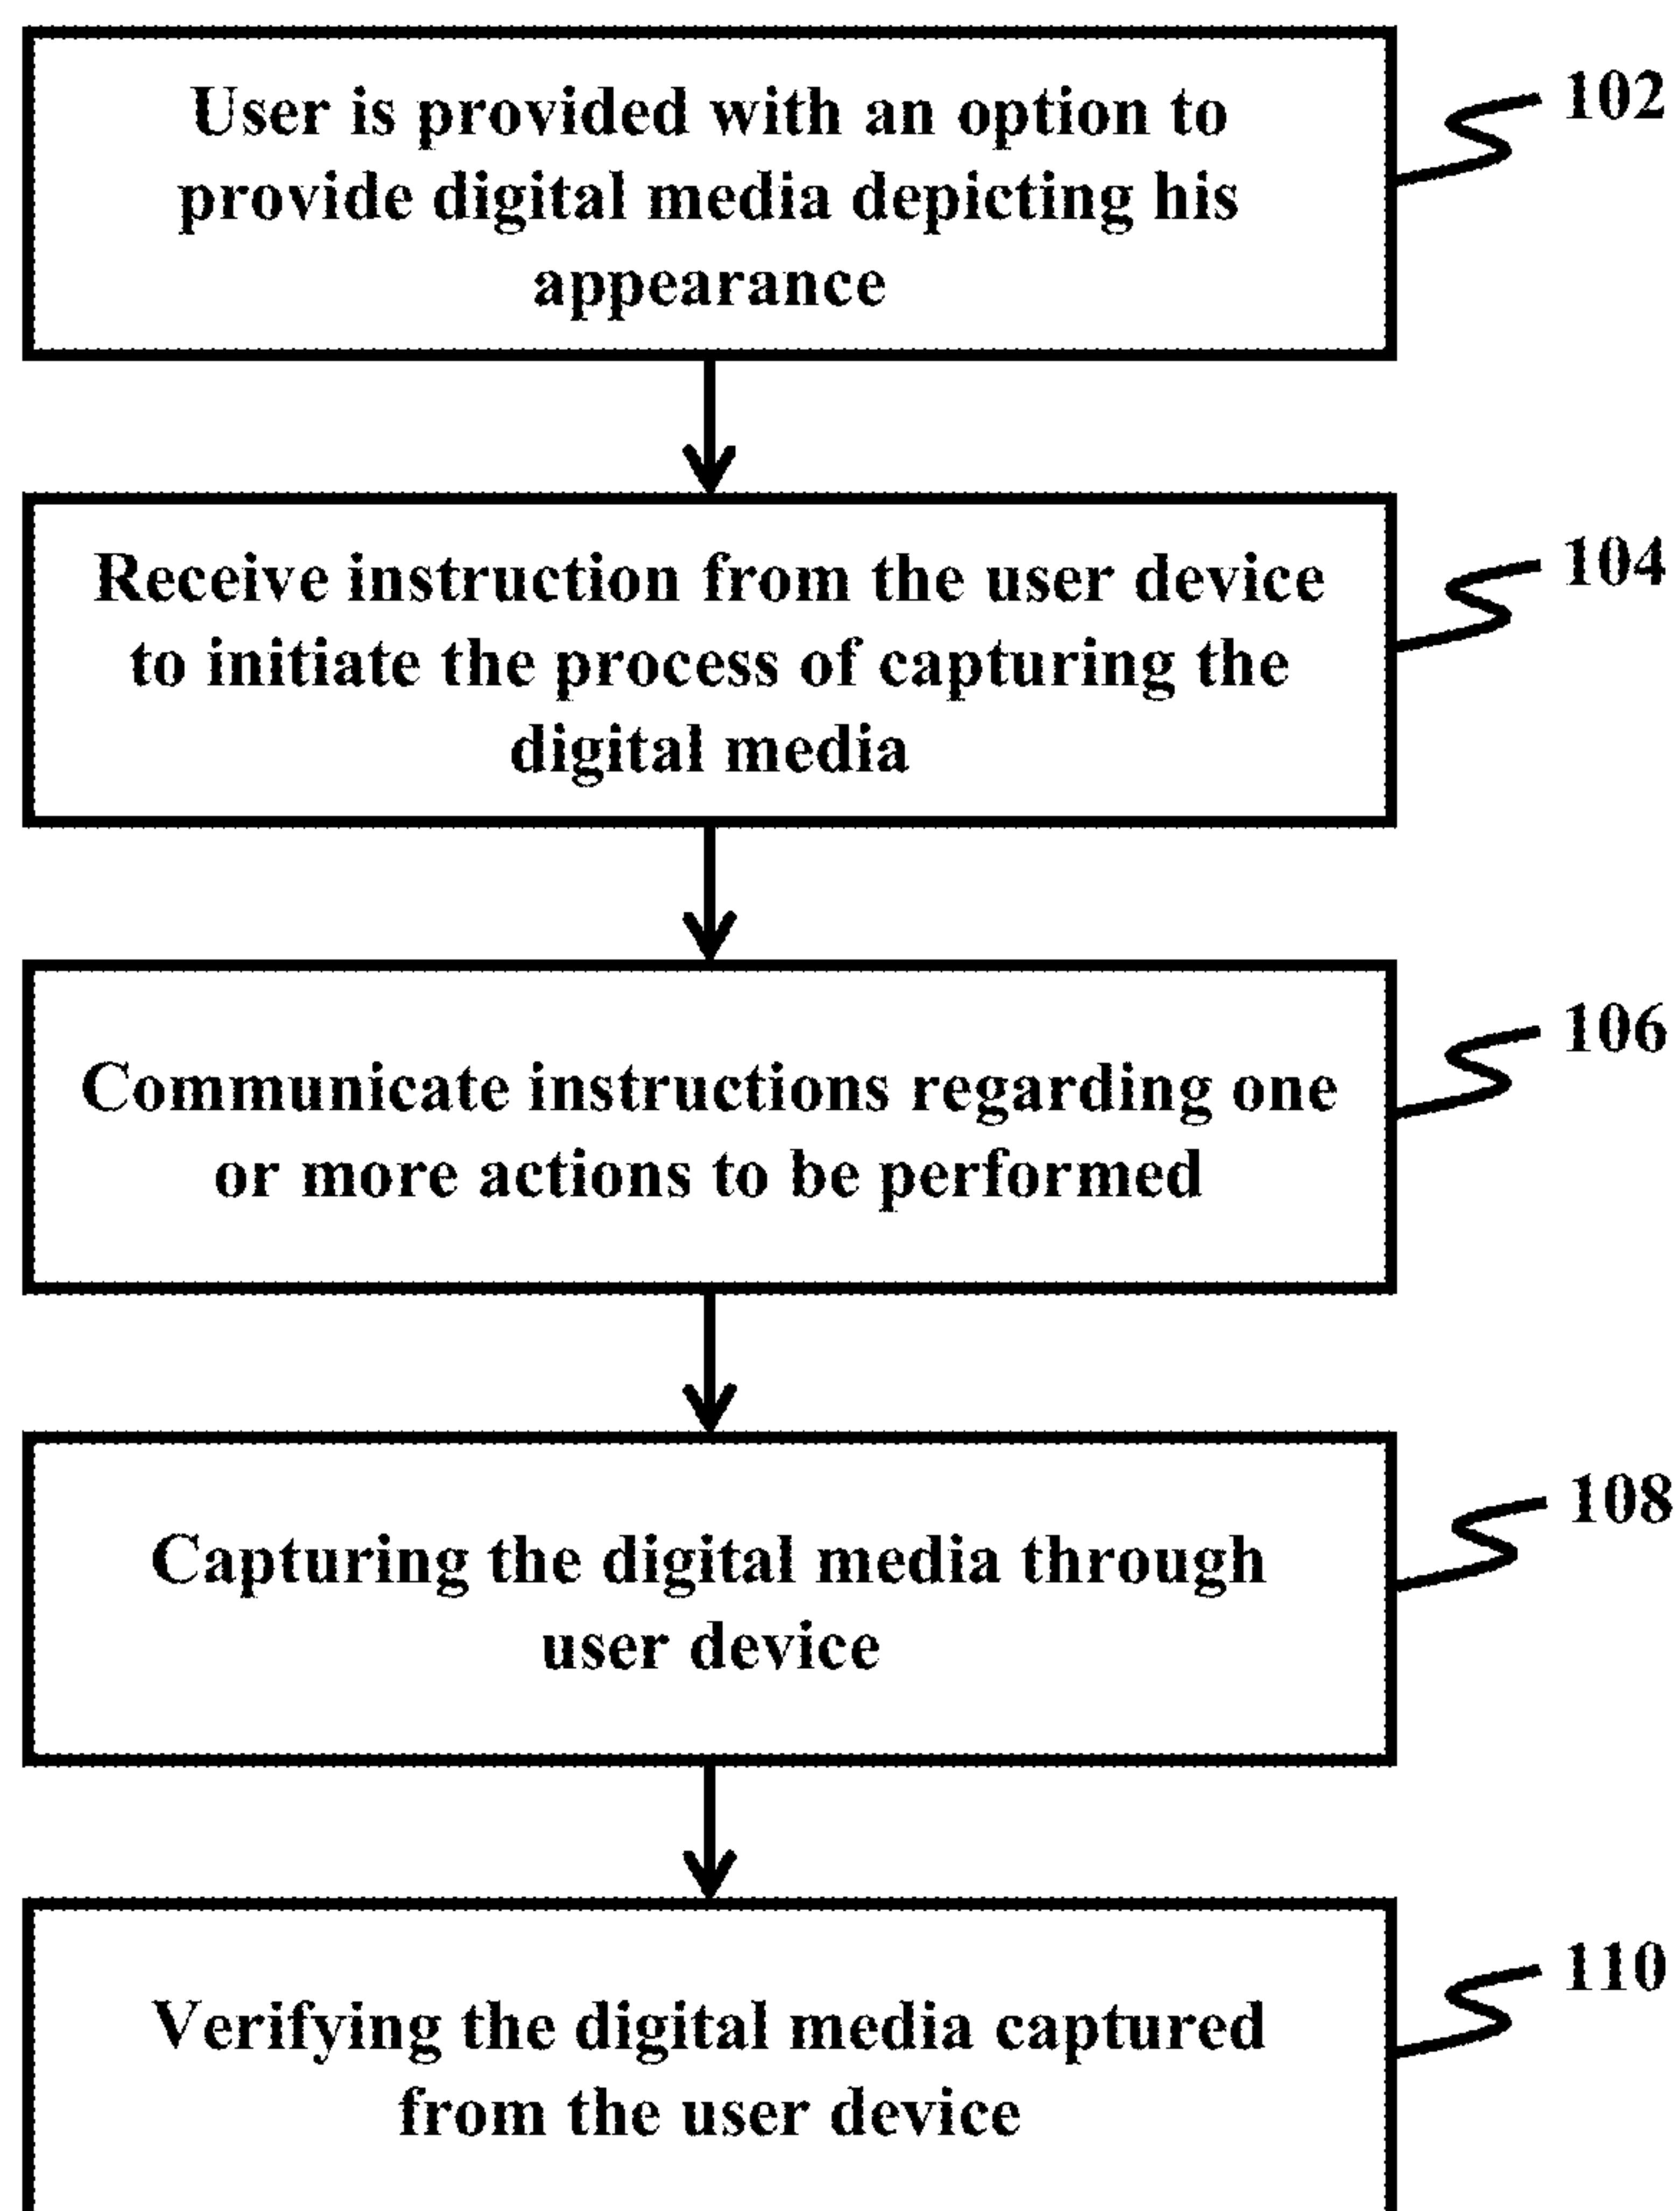 User is provided with an option to
provide digital media depicting his
appearance
102
Receive instruction from the user device
to initiate the process of capturing the
digital media
104
Communicate instructions regarding one
or more actions to be performed
106
Capturing the digital media through
user device
108
Verifying the digital media captured
from the user device
110